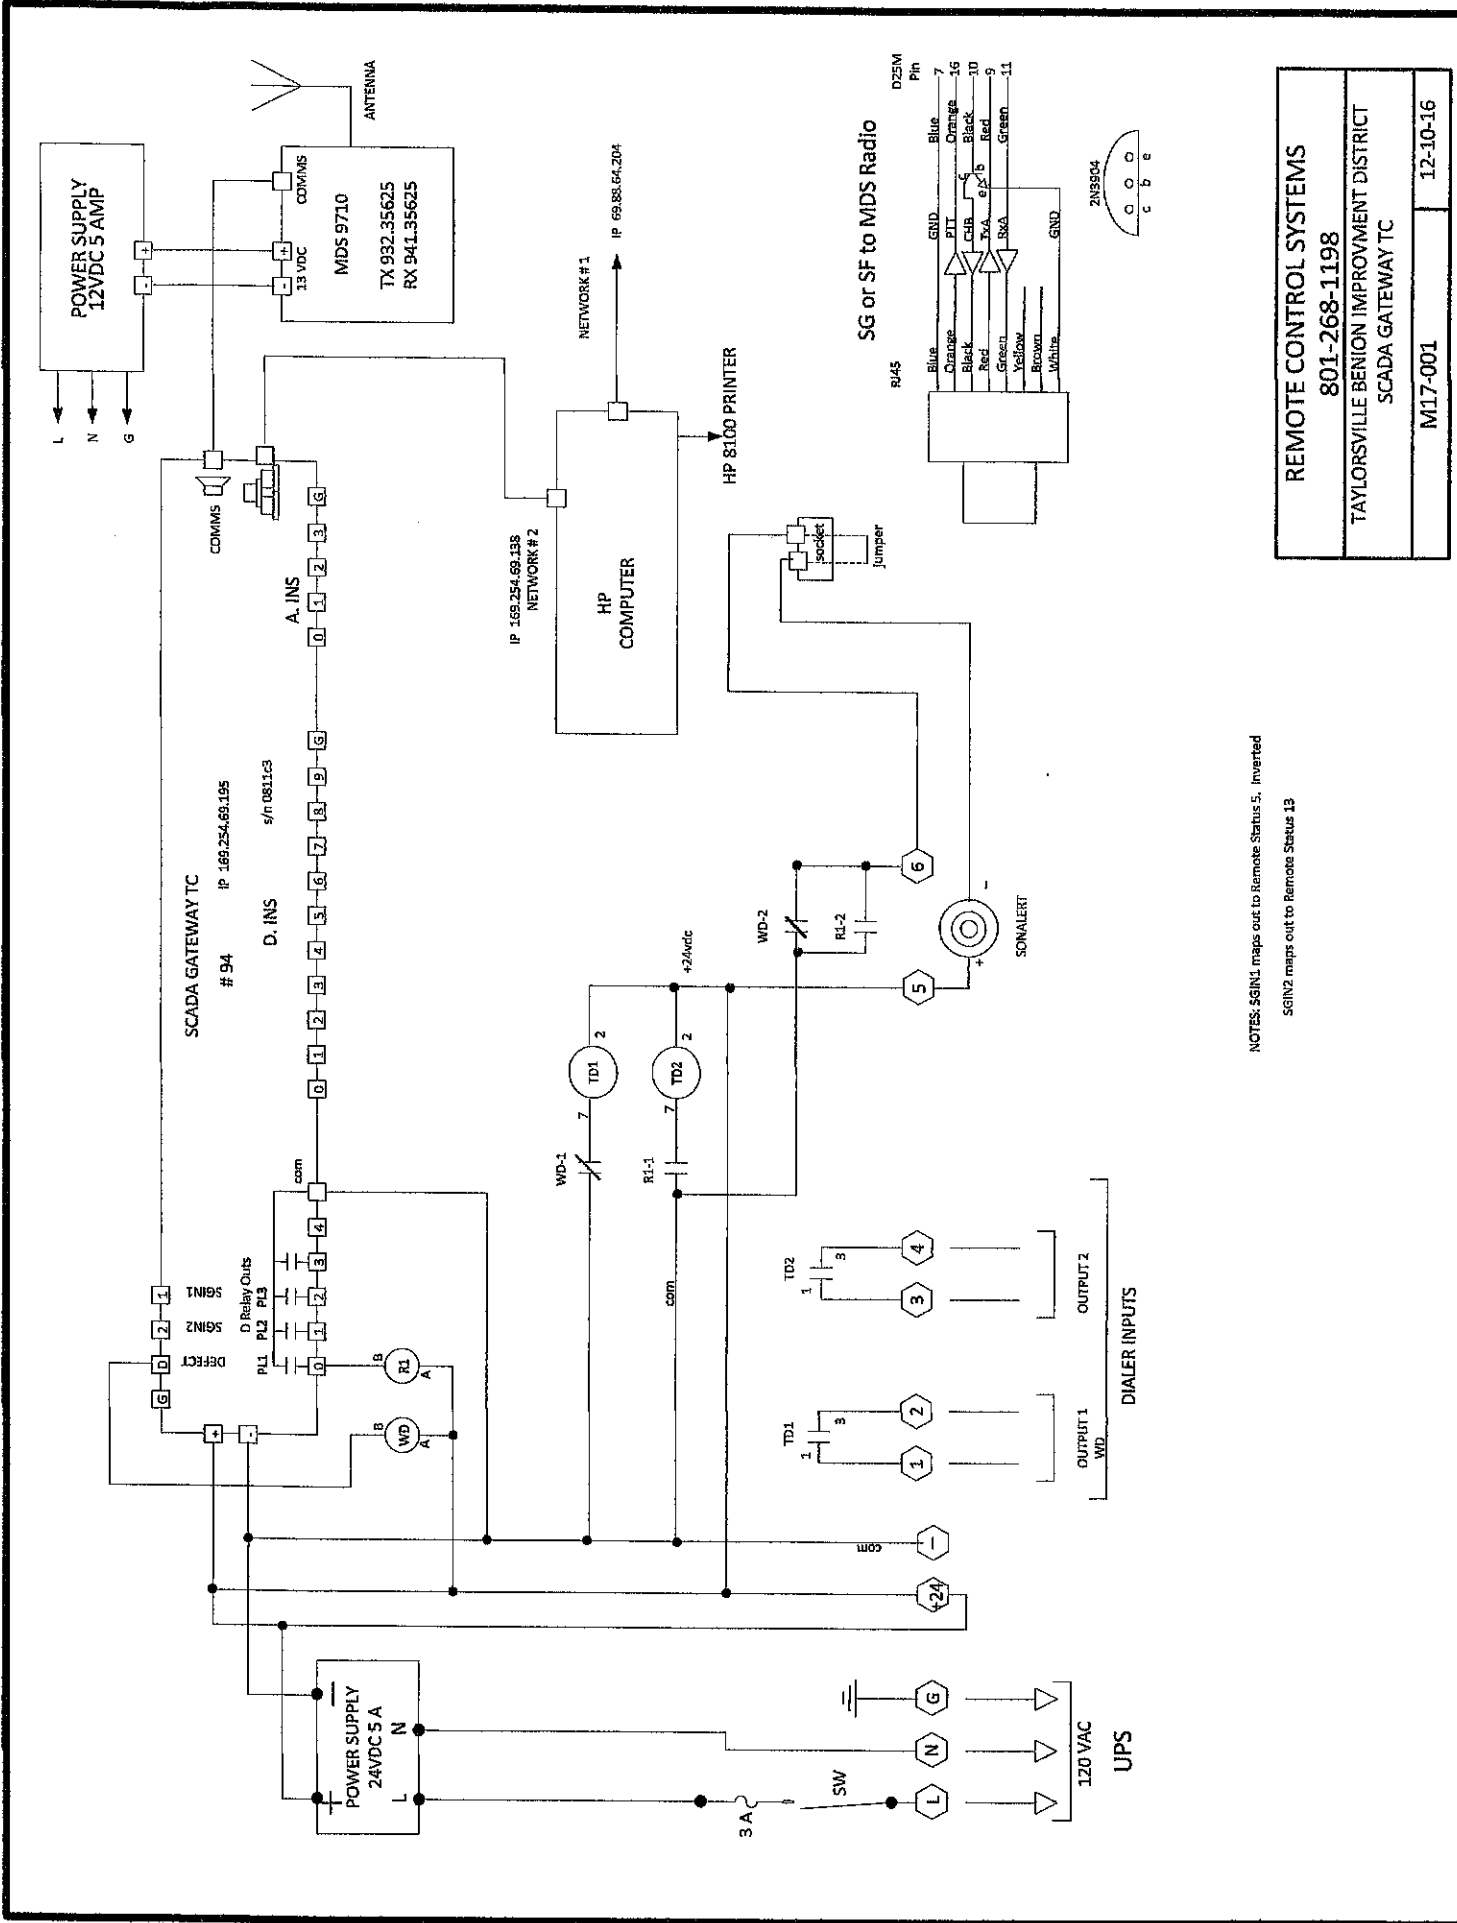 POWER SUPPLY
12VDC 5 AMP
L
N
G
- +
- +
13 VDC
COMMS
MDS 9710
TX 932.35625
RX 941.35625
ANTENNA
COMMS
SCADA GATEWAY TC
# 94
IP 169.254.69.195
s/n 0811c3
D. INS
0 1 2 3 4 5 6 7 8 9 G
A. INS
0 1 2 3 G
G D 2 1
DEFECT
SGIN2
SGIN1
+
-
D Relay Outs
PL1 PL2 PL3
0 1 2 3 4
com
B
WD
A
B
R1
A
IP 169.254.69.138
NETWORK # 2
HP
COMPUTER
NETWORK # 1
IP 69.88.64.204
HP 8100 PRINTER
POWER SUPPLY
24VDC 5 A
+
-
L
N
WD-1
7
TD1
2
R1-1
7
TD2
2
+24vdc
com
WD-2
R1-2
socket
jumper
3 A
SW
L
N
G
120 VAC
UPS
+24
-
com
TD1
1
3
1
2
OUTPUT 1
WD
TD2
1
3
3
4
OUTPUT 2
DIALER INPUTS
5
6
+
-
SONALERT
SG or SF to MDS Radio
RJ45
D25M
Pin
Blue GND Blue 7
Orange PTT Orange 16
Black CHB c Black 10
Red TxA e b Red 9
Green RxA Green 11
Yellow
Brown
White GND
2N3904
c b e
NOTES: SGIN1 maps out to Remote Status 5. Inverted
SGIN2 maps out to Remote Status 13
REMOTE CONTROL SYSTEMS
801-268-1198
TAYLORSVILLE BENION IMPROVMENT DISTRICT
SCADA GATEWAY TC
M17-001
12-10-16